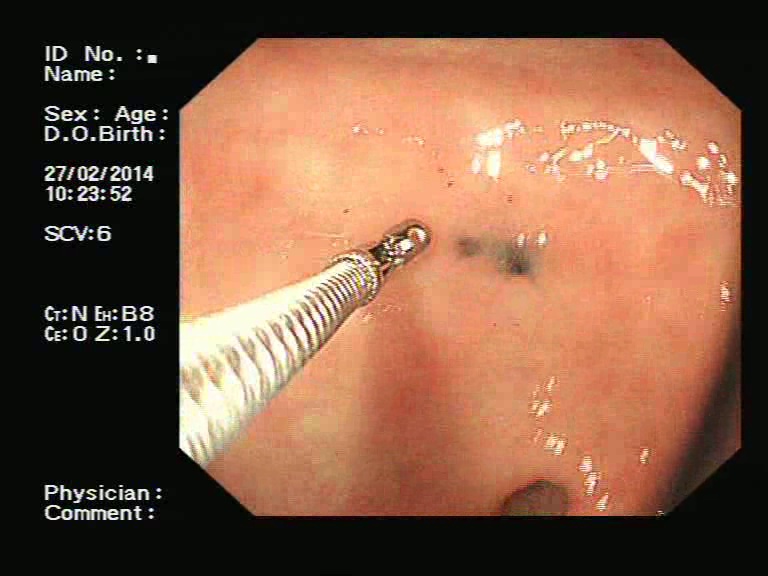 ID No. :
Name:
Sex: Age:
D.O.Birth:
27/02/2014
10:23:52
SCV:6
CT:N EH:B8
CE:0 Z:1.0
Physician:
Comment: